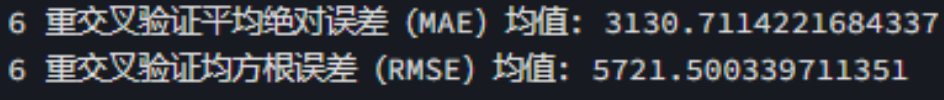 6 重交叉验证平均绝对误差 (MAE) 均值: 3130.7114221684337
6 重交叉验证均方根误差 (RMSE) 均值: 5721.500339711351